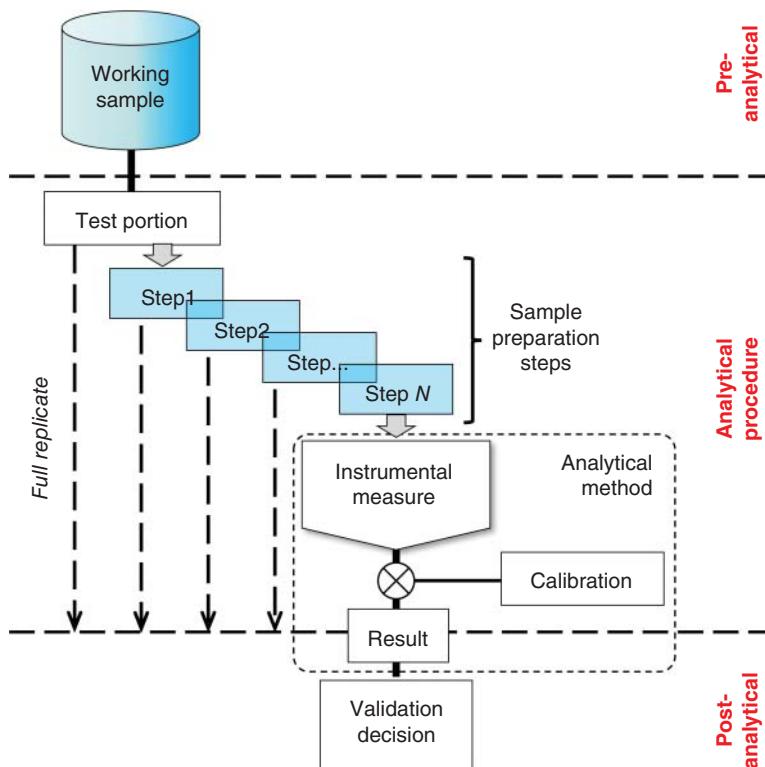 Working
sample
Pre-
analytical
Test portion
Step1
Step2
Step...
Step N
Sample
preparation
steps
Analytical
procedure
Full replicate
Instrumental
measure
Analytical
method
Calibration
Result
Validation
decision
Post-
analytical